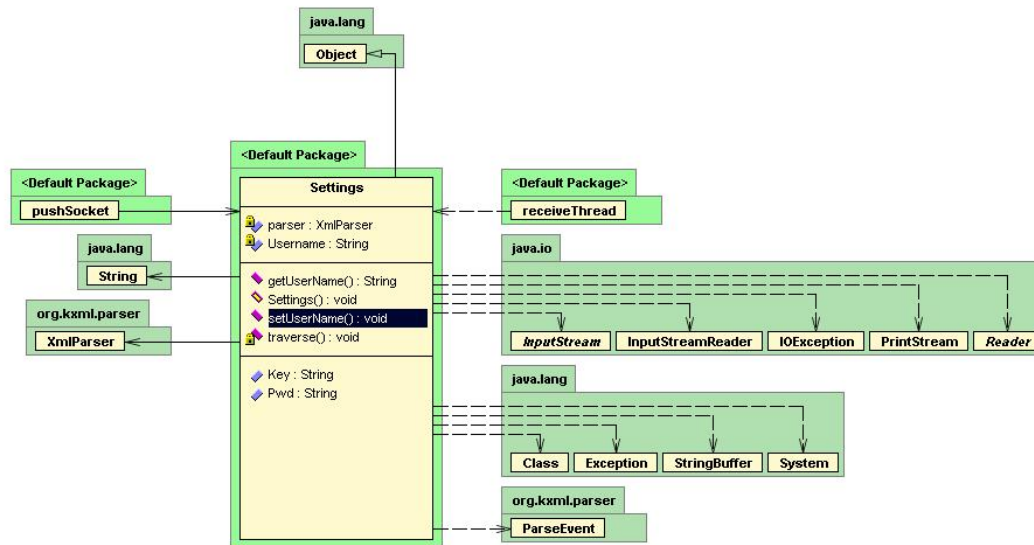 java.lang
Object
<Default Package>
Settings
parser : XmlParser
Username : String
getUserName() : String
Settings() : void
setUserName() : void
traverse() : void
Key : String
Pwd : String
<Default Package>
pushSocket
java.lang
String
org.kxml.parser
XmlParser
<Default Package>
receiveThread
java.io
InputStream InputStreamReader IOException PrintStream Reader
java.lang
Class Exception StringBuffer System
org.kxml.parser
ParseEvent